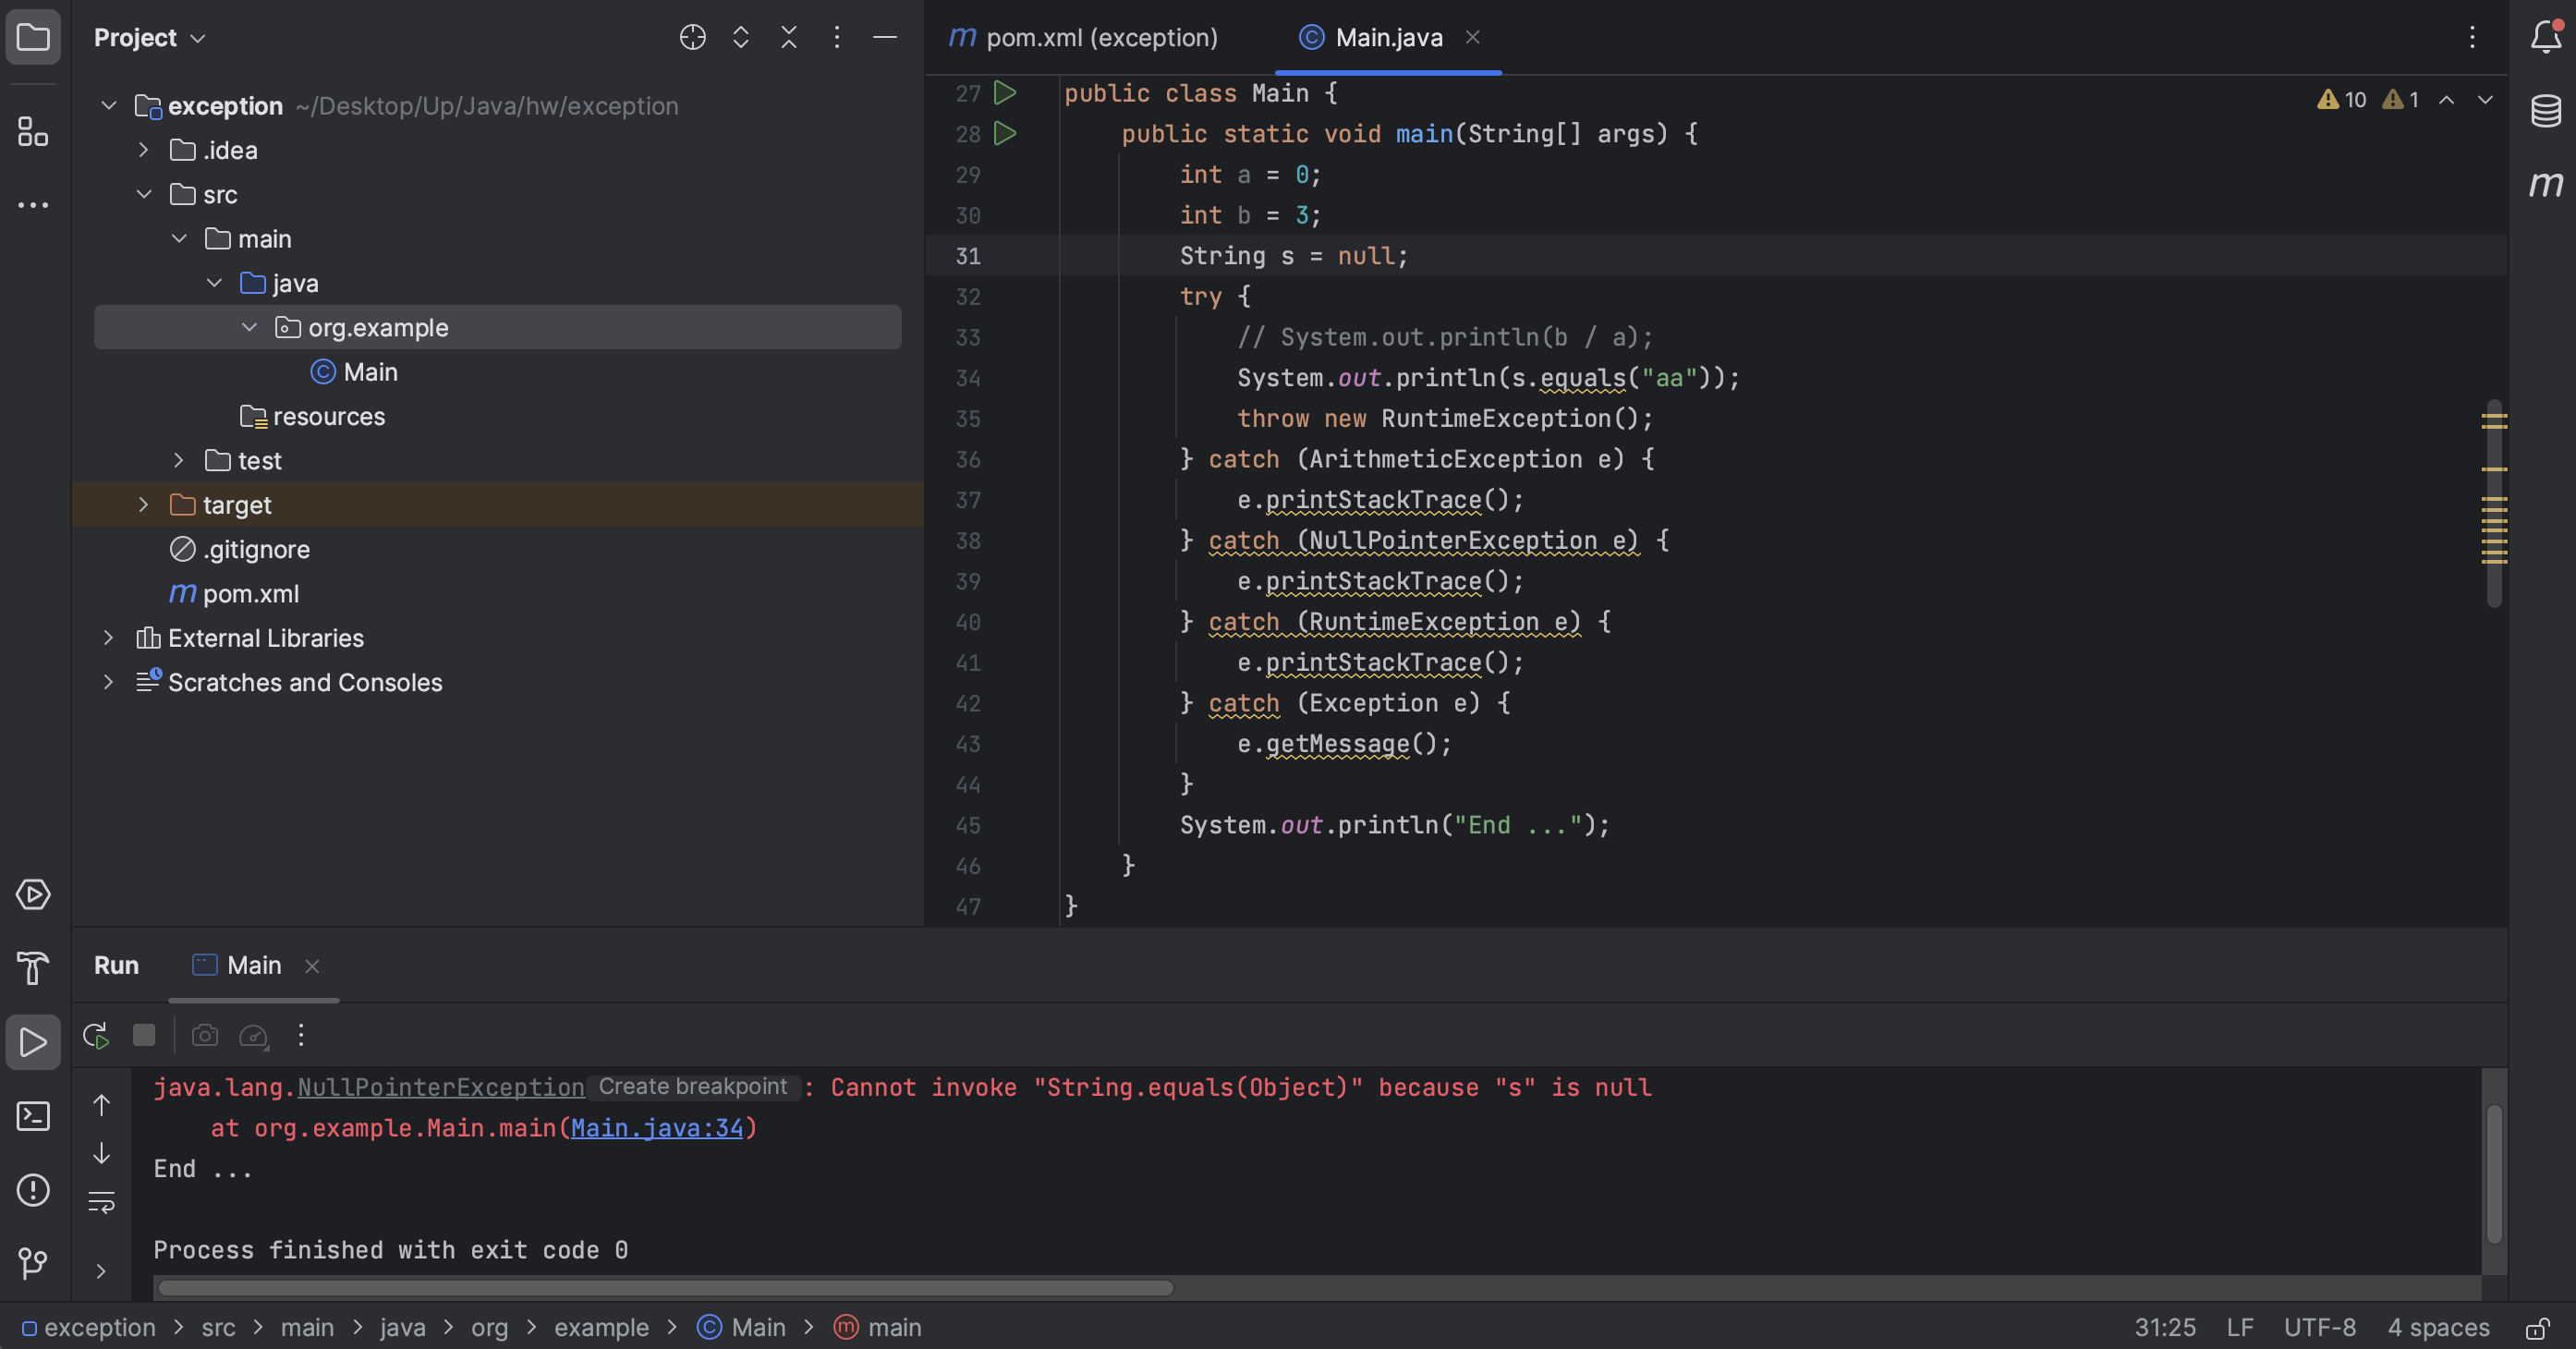 Project
exception ~/Desktop/Up/Java/hw/exception
.idea
src
main
java
org.example
Main
resources
test
target
.gitignore
pom.xml
External Libraries
Scratches and Consoles
pom.xml (exception)
Main.java
10 1
27 public class Main {
28 public static void main(String[] args) {
29 int a = 0;
30 int b = 3;
31 String s = null;
32 try {
33 // System.out.println(b / a);
34 System.out.println(s.equals("aa"));
35 throw new RuntimeException();
36 } catch (ArithmeticException e) {
37 e.printStackTrace();
38 } catch (NullPointerException e) {
39 e.printStackTrace();
40 } catch (RuntimeException e) {
41 e.printStackTrace();
42 } catch (Exception e) {
43 e.getMessage();
44 }
45 System.out.println("End ...");
46 }
47 }
Run Main
java.lang.NullPointerException Create breakpoint : Cannot invoke "String.equals(Object)" because "s" is null
at org.example.Main.main(Main.java:34)
End ...
Process finished with exit code 0
exception > src > main > java > org > example > Main > main
31:25 LF UTF-8 4 spaces